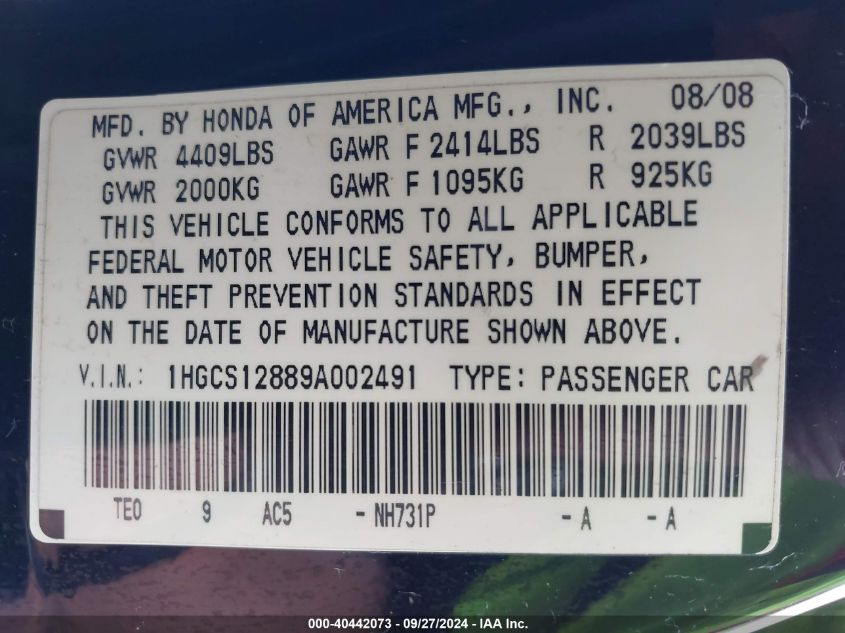 MFD. BY HONDA OF AMERICA MFG., INC. 08/08
GVWR 4409LBS GAWR F 2414LBS R 2039LBS
GVWR 2000KG GAWR F 1095KG R 925KG
THIS VEHICLE CONFORMS TO ALL APPLICABLE
FEDERAL MOTOR VEHICLE SAFETY, BUMPER,
AND THEFT PREVENTION STANDARDS IN EFFECT
ON THE DATE OF MANUFACTURE SHOWN ABOVE.
V.I.N.: 1HGCS12889A002491 TYPE: PASSENGER CAR
TE0 9 AC5 -NH731P -A -A
000-40442073 - 09/27/2024 - IAA Inc.